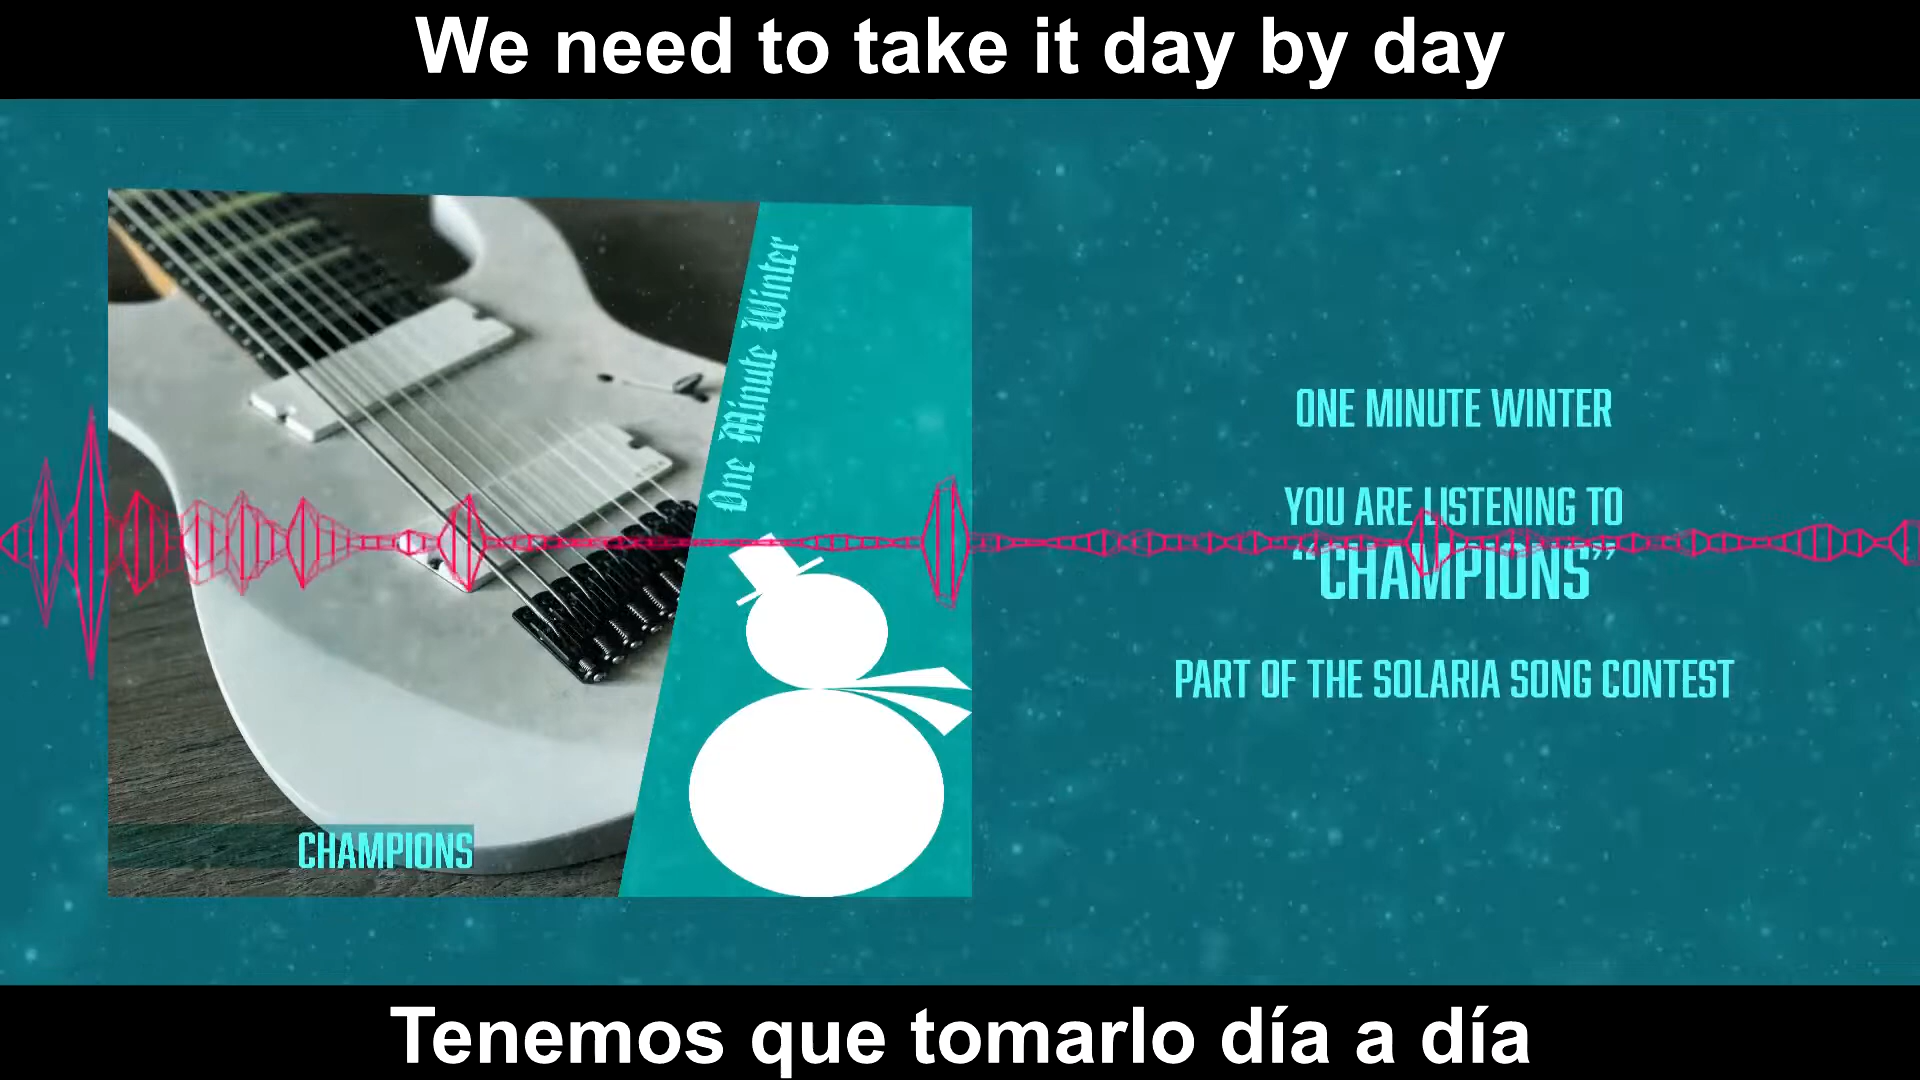 We need to take it day by day
One Minute Winter
CHAMPIONS
ONE MINUTE WINTER
YOU ARE LISTENING TO
“CHAMPIONS”
PART OF THE SOLARIA SONG CONTEST
Tenemos que tomarlo día a día